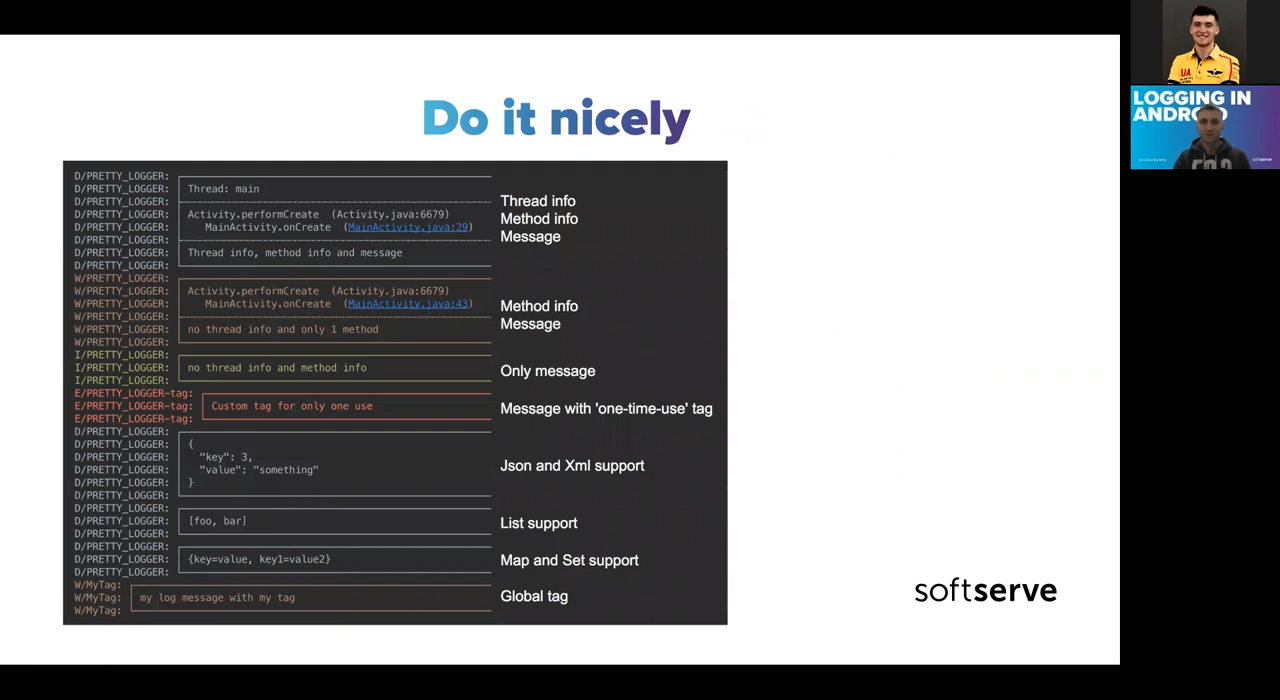 Do it nicely
D/PRETTY_LOGGER:
D/PRETTY_LOGGER: Thread: main
D/PRETTY_LOGGER:
D/PRETTY_LOGGER: Activity.performCreate (Activity.java:6679)
D/PRETTY_LOGGER: MainActivity.onCreate (MainActivity.java:29)
D/PRETTY_LOGGER:
D/PRETTY_LOGGER: Thread info, method info and message
D/PRETTY_LOGGER:
Thread info
Method info
Message
W/PRETTY_LOGGER:
W/PRETTY_LOGGER: Activity.performCreate (Activity.java:6679)
W/PRETTY_LOGGER: MainActivity.onCreate (MainActivity.java:43)
W/PRETTY_LOGGER:
W/PRETTY_LOGGER: no thread info and only 1 method
W/PRETTY_LOGGER:
Method info
Message
I/PRETTY_LOGGER:
I/PRETTY_LOGGER: no thread info and method info
I/PRETTY_LOGGER:
Only message
E/PRETTY_LOGGER-tag:
E/PRETTY_LOGGER-tag: Custom tag for only one use
E/PRETTY_LOGGER-tag:
Message with 'one-time-use' tag
D/PRETTY_LOGGER:
D/PRETTY_LOGGER: {
D/PRETTY_LOGGER: "key": 3,
D/PRETTY_LOGGER: "value": "something"
D/PRETTY_LOGGER: }
D/PRETTY_LOGGER:
Json and Xml support
D/PRETTY_LOGGER:
D/PRETTY_LOGGER: [foo, bar]
D/PRETTY_LOGGER:
List support
D/PRETTY_LOGGER:
D/PRETTY_LOGGER: {key=value, key1=value2}
D/PRETTY_LOGGER:
Map and Set support
W/MyTag:
W/MyTag: my log message with my tag
W/MyTag:
Global tag
softserve
UA
LOGGING IN
ANDROID
softserve